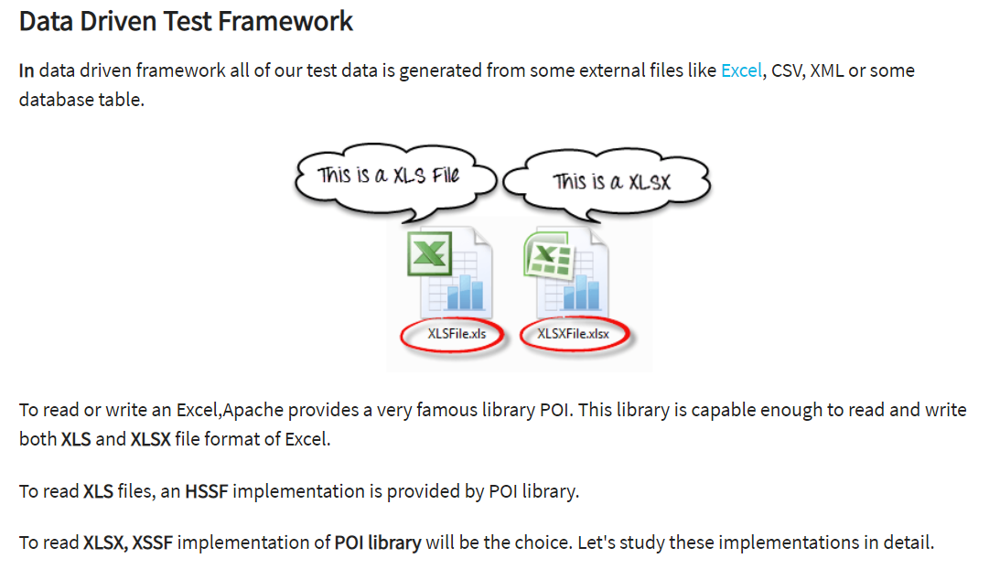 Data Driven Test Framework
In data driven framework all of our test data is generated from some external files like Excel, CSV, XML or some
database table.
This is a XLS File
This is a XLSX
XLSFile.xls
XLSXFile.xlsx
To read or write an Excel,Apache provides a very famous library POI. This library is capable enough to read and write
both XLS and XLSX file format of Excel.
To read XLS files, an HSSF implementation is provided by POI library.
To read XLSX, XSSF implementation of POI library will be the choice. Let's study these implementations in detail.